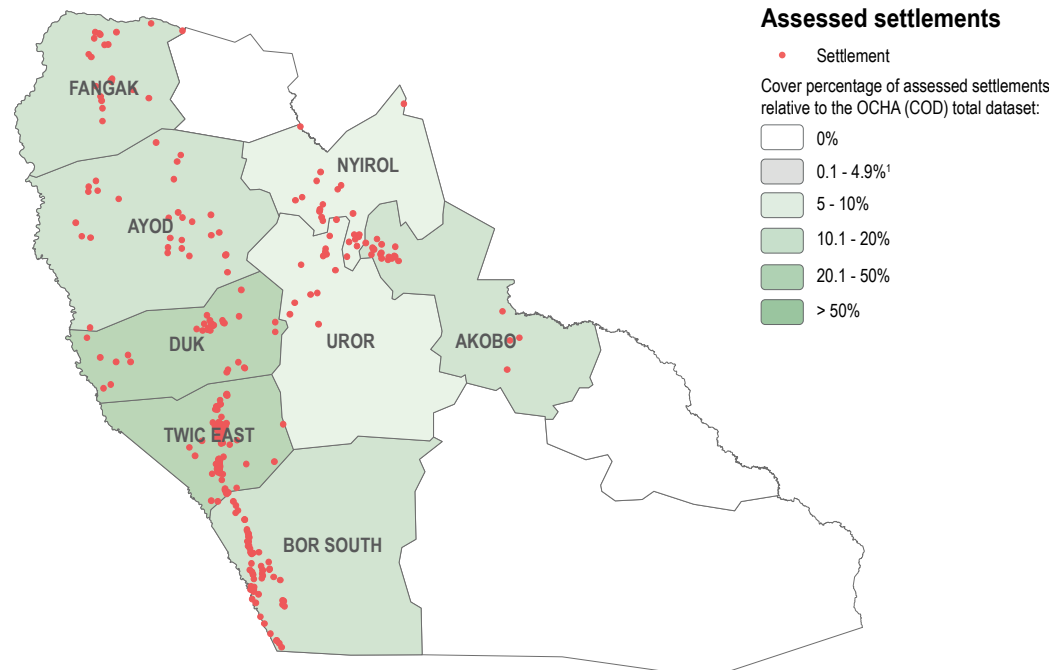 Assessed settlements
Settlement
Cover percentage of assessed settlements
relative to the OCHA (COD) total dataset:
0%
0.1 - 4.9%¹
5 - 10%
10.1 - 20%
20.1 - 50%
> 50%
FANGAK
NYIROL
AYOD
DUK
UROR
AKOBO
TWIC EAST
BOR SOUTH